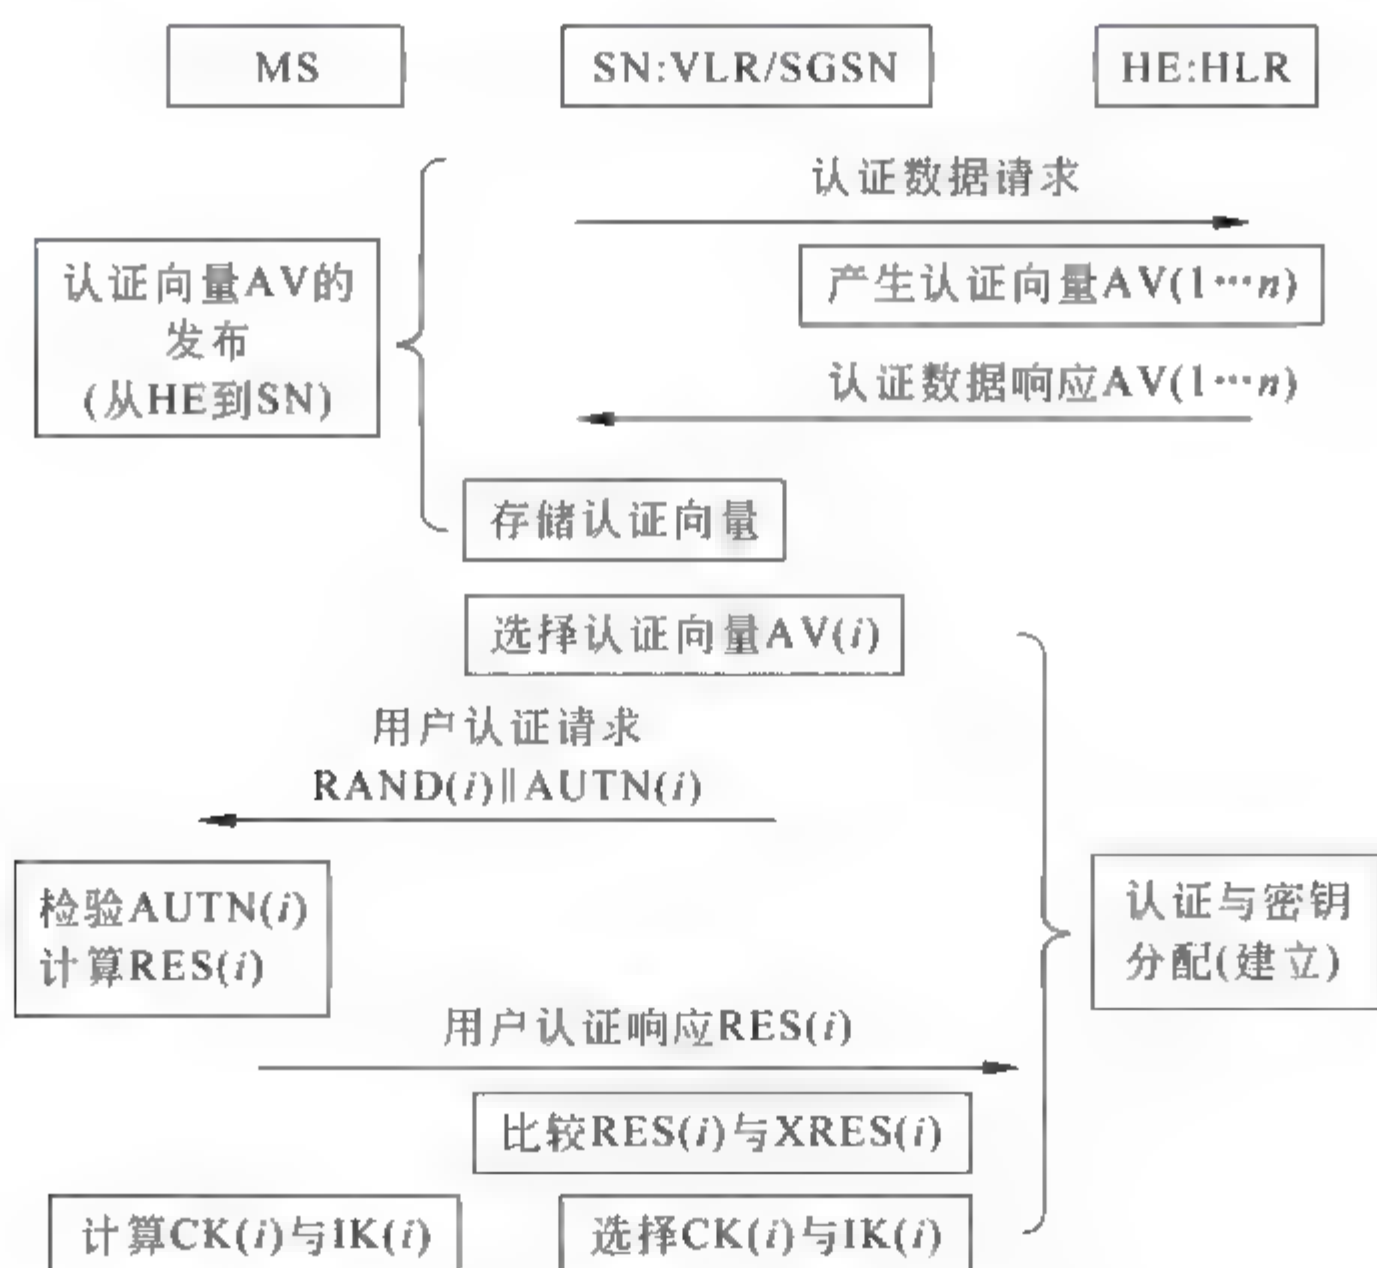 MS
SN:VLR/SGSN
HE:HLR
认证数据请求
认证向量AV的
发布
(从HE到SN)
产生认证向量AV(1…n)
认证数据响应AV(1…n)
存储认证向量
选择认证向量AV(i)
用户认证请求
RAND(i)||AUTN(i)
检验AUTN(i)
计算RES(i)
认证与密钥
分配(建立)
用户认证响应RES(i)
比较RES(i)与XRES(i)
计算CK(i)与IK(i)
选择CK(i)与IK(i)